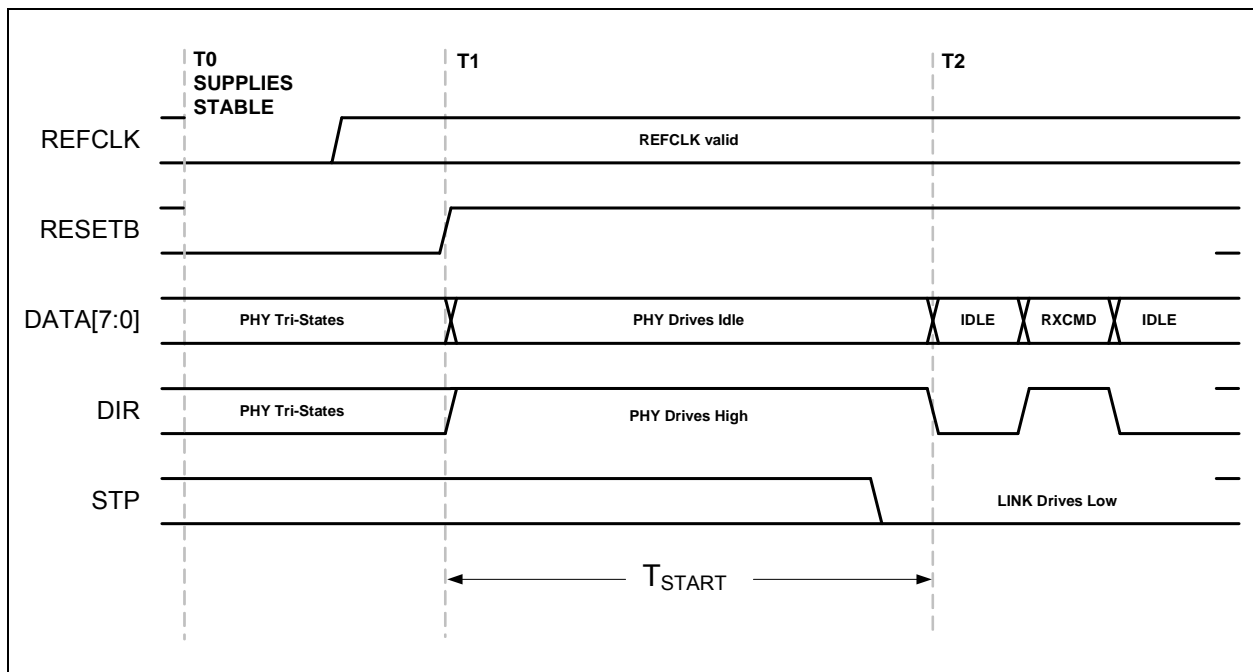 T0
SUPPLIES
STABLE
T1
T2
REFCLK
REFCLK valid
RESETB
DATA[7:0]
PHY Tri-States
PHY Drives Idle
IDLE
RXCMD
IDLE
DIR
PHY Tri-States
PHY Drives High
STP
LINK Drives Low
TSTART